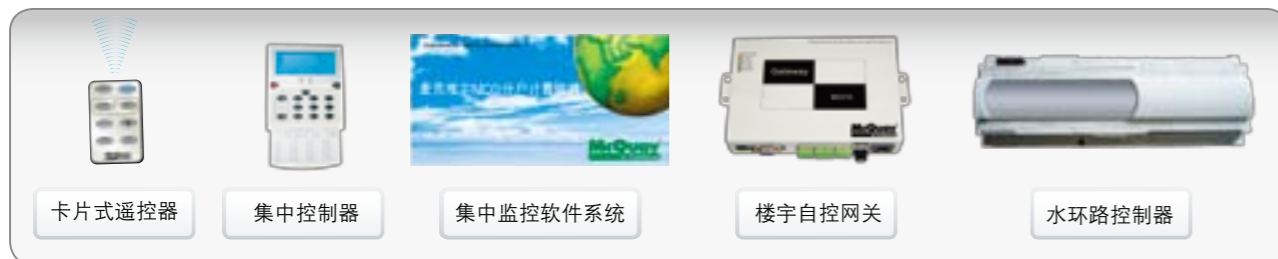 Gateway
McQuay
McQuay
卡片式遥控器
集中控制器
集中监控软件系统
楼宇自控网关
水环路控制器